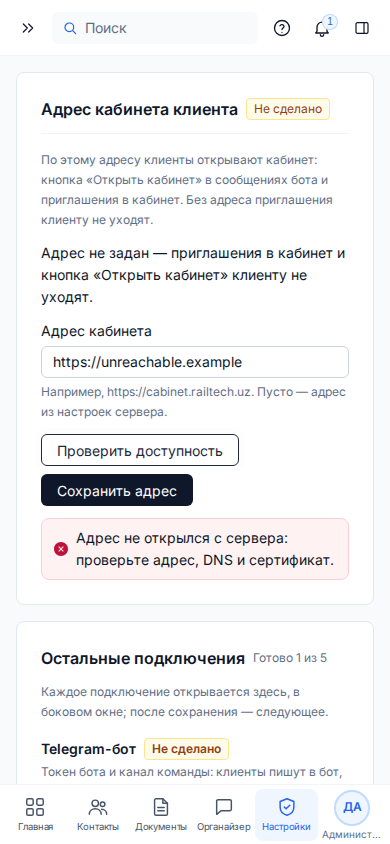 Поиск
1
Адрес кабинета клиента
Не сделано
По этому адресу клиенты открывают кабинет:
кнопка «Открыть кабинет» в сообщениях бота и
приглашения в кабинет. Без адреса приглашения
клиенту не уходят.
Адрес не задан — приглашения в кабинет и
кнопка «Открыть кабинет» клиенту не
уходят.
Адрес кабинета
https://unreachable.example
Например, https://cabinet.railtech.uz. Пусто — адрес
из настроек сервера.
Проверить доступность
Сохранить адрес
Адрес не открылся с сервера:
проверьте адрес, DNS и сертификат.
Остальные подключения
Готово 1 из 5
Каждое подключение открывается здесь, в
боковом окне; после сохранения — следующее.
Telegram-бот
Не сделано
Токен бота и канал команды: клиенты пишут в бот,
Главная
Контакты
Документы
Органайзер
Настройки
ДА
Админист...